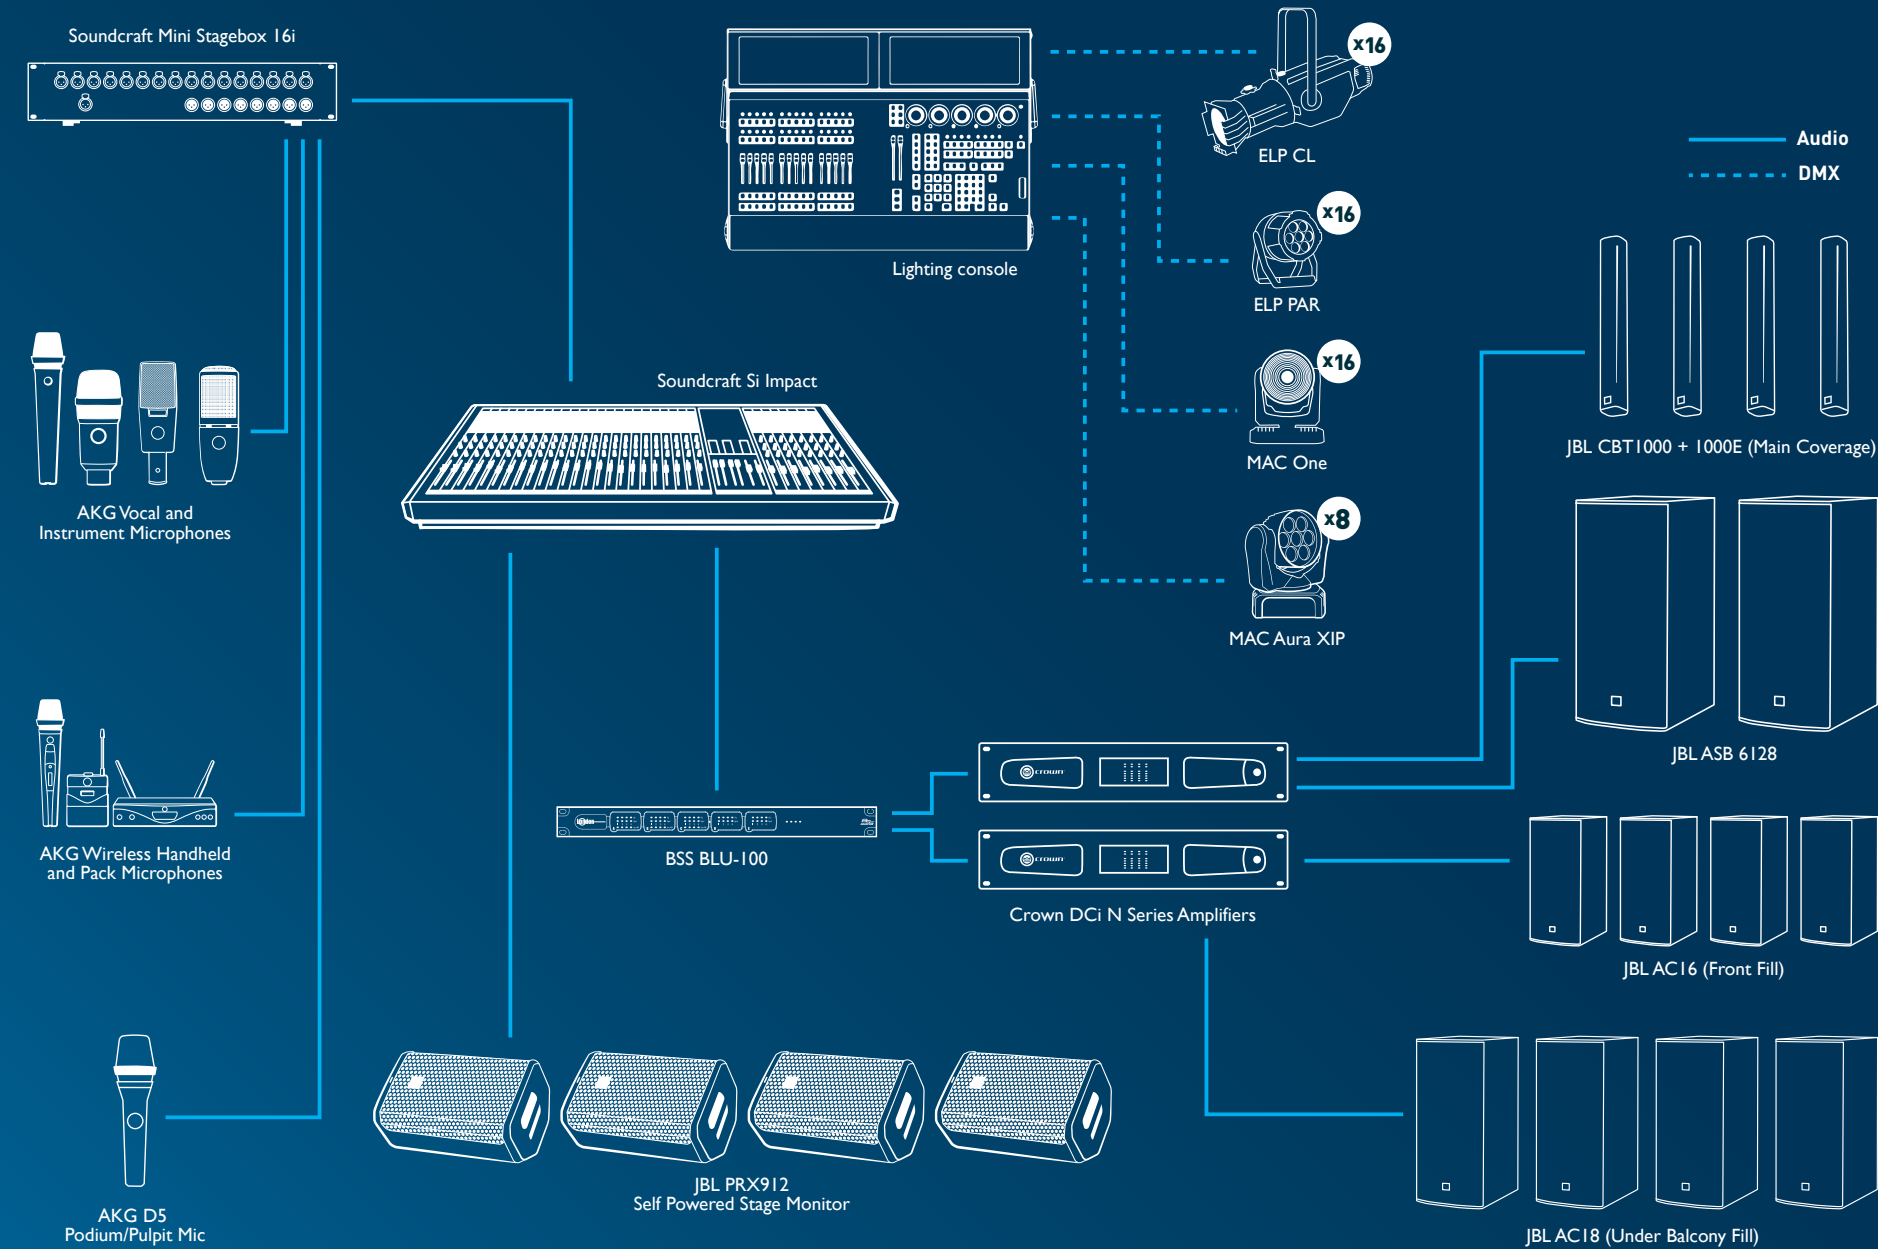 Soundcraft Mini Stagebox 16i
x16
ELP CL
Audio
DMX
x16
Lighting console
ELP PAR
x16
MAC One
Soundcraft Si Impact
JBL CBT1000 + 1000E (Main Coverage)
AKG Vocal and
Instrument Microphones
x8
MAC Aura XIP
JBL ASB 6128
crown
AKG Wireless Handheld
and Pack Microphones
BSS BLU-100
crown
Crown DCi N Series Amplifiers
JBL AC16 (Front Fill)
JBL PRX912
Self Powered Stage Monitor
AKG D5
Podium/Pulpit Mic
JBL AC18 (Under Balcony Fill)